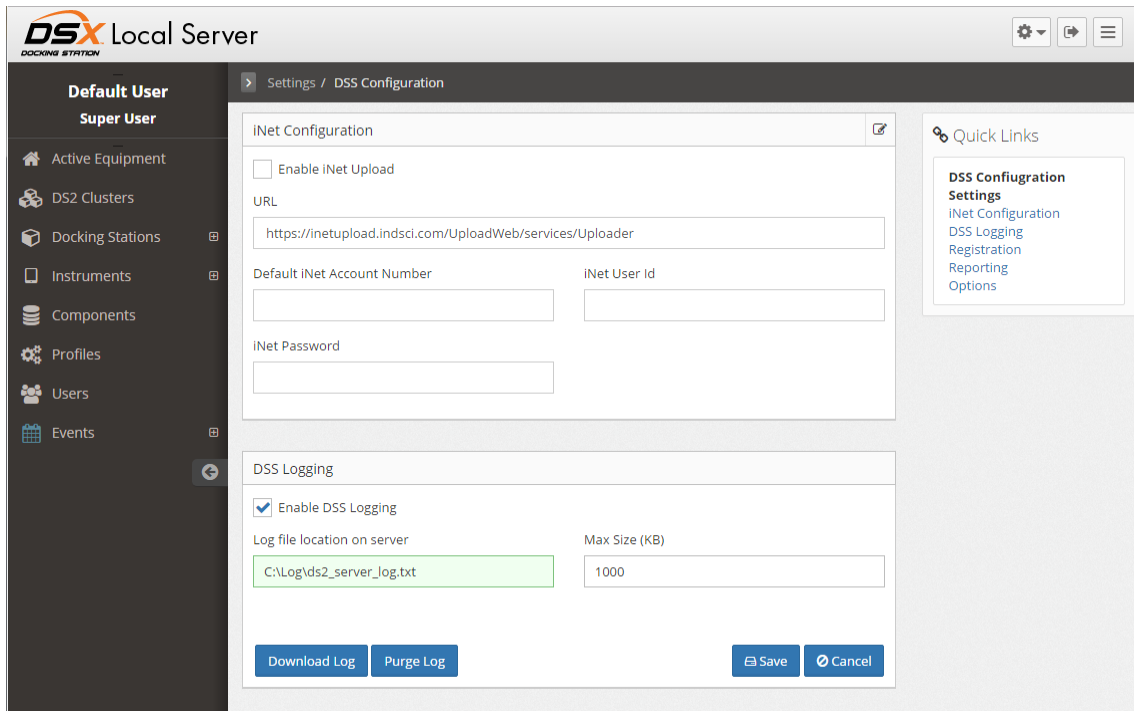 DSX Local Server
DOCKING STATION
Default User
Super User
Active Equipment
DS2 Clusters
Docking Stations
Instruments
Components
Profiles
Users
Events
Settings / DSS Configuration
iNet Configuration
Enable iNet Upload
URL
https://inetupload.indsci.com/UploadWeb/services/Uploader
Default iNet Account Number
iNet User Id
iNet Password
DSS Logging
Enable DSS Logging
Log file location on server
Max Size (KB)
C:\Log\ds2_server_log.txt
1000
Download Log
Purge Log
Save
Cancel
Quick Links
DSS Confiugration
Settings
iNet Configuration
DSS Logging
Registration
Reporting
Options